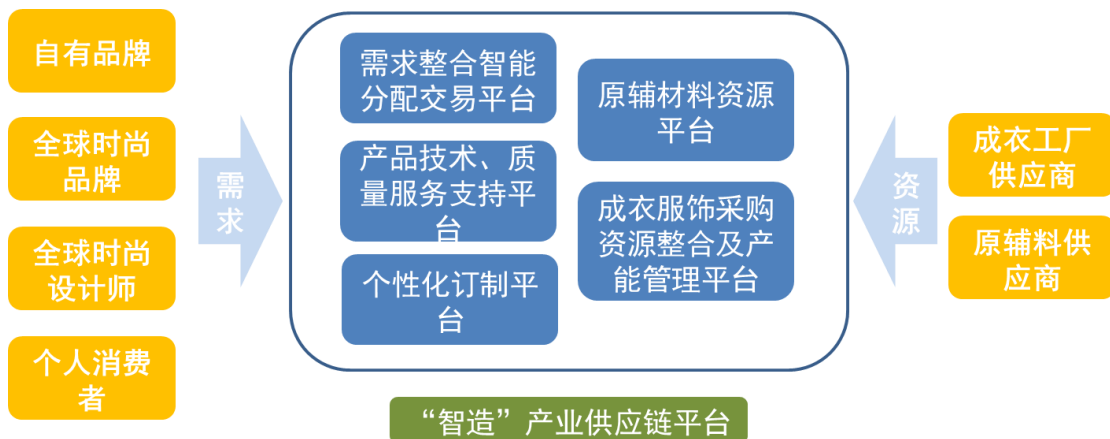 自有品牌
全球时尚
品牌
全球时尚
设计师
个人消费
者
需
求
需求整合智能
分配交易平台
产品技术、质
量服务支持平
台
个性化订制平
台
原辅材料资源
平台
成衣服饰采购
资源整合及产
能管理平台
资
源
成衣工厂
供应商
原辅料供
应商
“智造”产业供应链平台